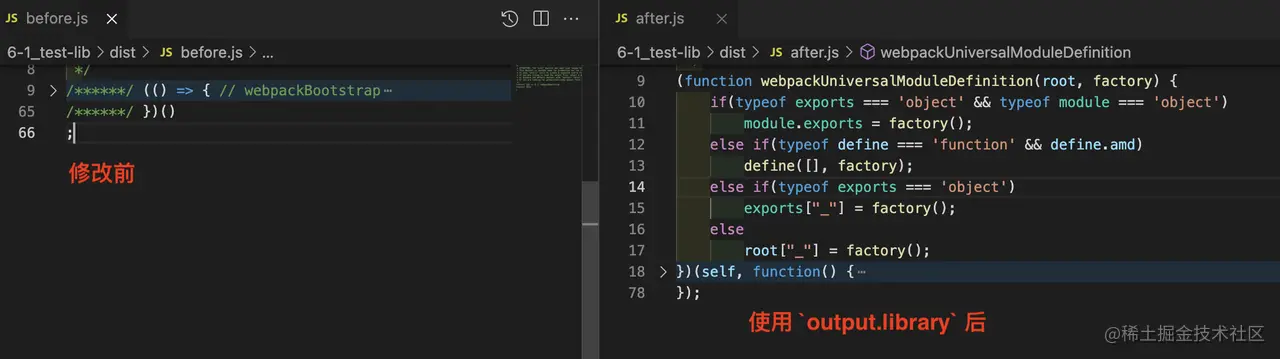 JS before.js ×
6-1_test-lib > dist > JS before.js > ...
8 */
9 > /******/ (() => { // webpackBootstrap⋯
65 /******/ })()
66 ;
修改前
JS after.js ×
6-1_test-lib > dist > JS after.js > webpackUniversalModuleDefinition
9 (function webpackUniversalModuleDefinition(root, factory) {
10 if(typeof exports === 'object' && typeof module === 'object')
11 module.exports = factory();
12 else if(typeof define === 'function' && define.amd)
13 define([], factory);
14 else if(typeof exports === 'object')
15 exports["_"] = factory();
16 else
17 root["_"] = factory();
18 > })(self, function() {⋯
78 });
使用 `output.library` 后
@稀土掘金技术社区